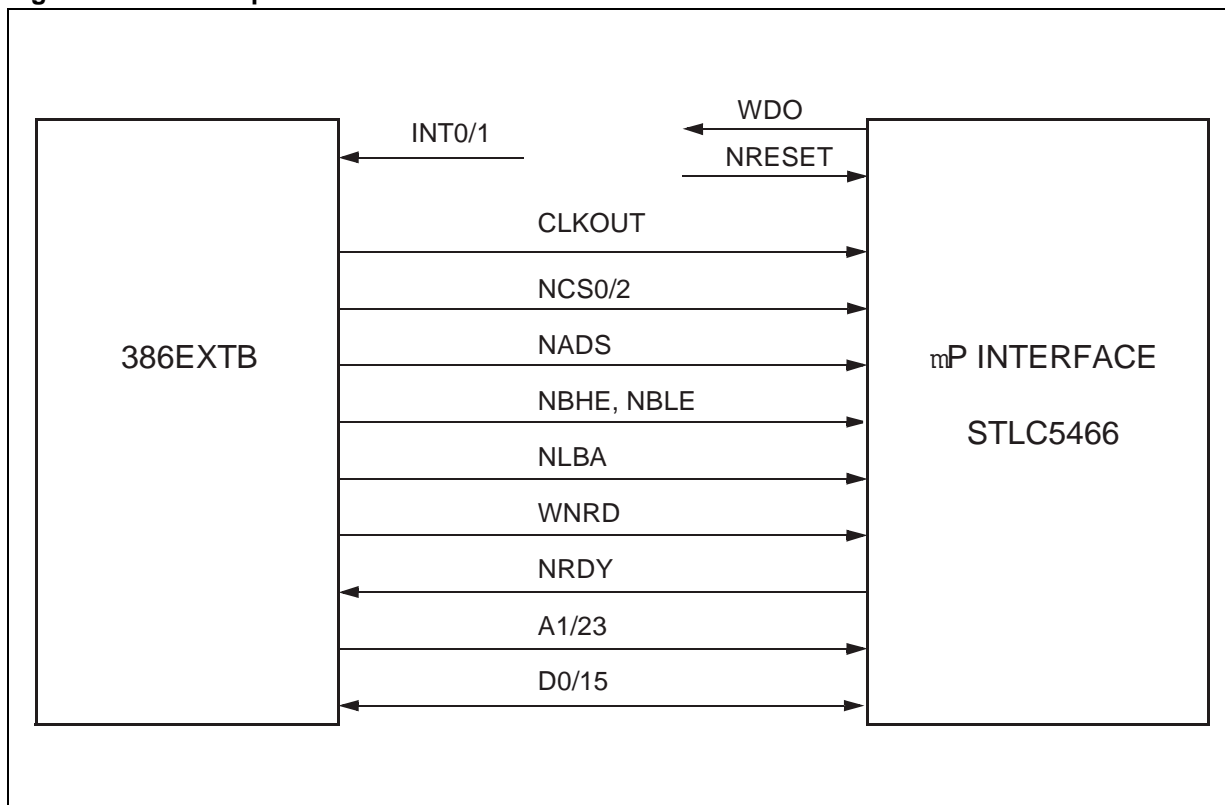 WDO
INT0/1
NRESET
CLKOUT
NCS0/2
NADS
386EXTB
mP INTERFACE
NBHE, NBLE
STLC5466
NLBA
WNRD
NRDY
A1/23
D0/15